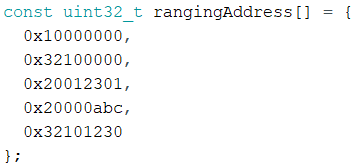 const uint32_t rangingAddress[] = {
  0x10000000,
  0x32100000,
  0x20012301,
  0x20000abc,
  0x32101230
};